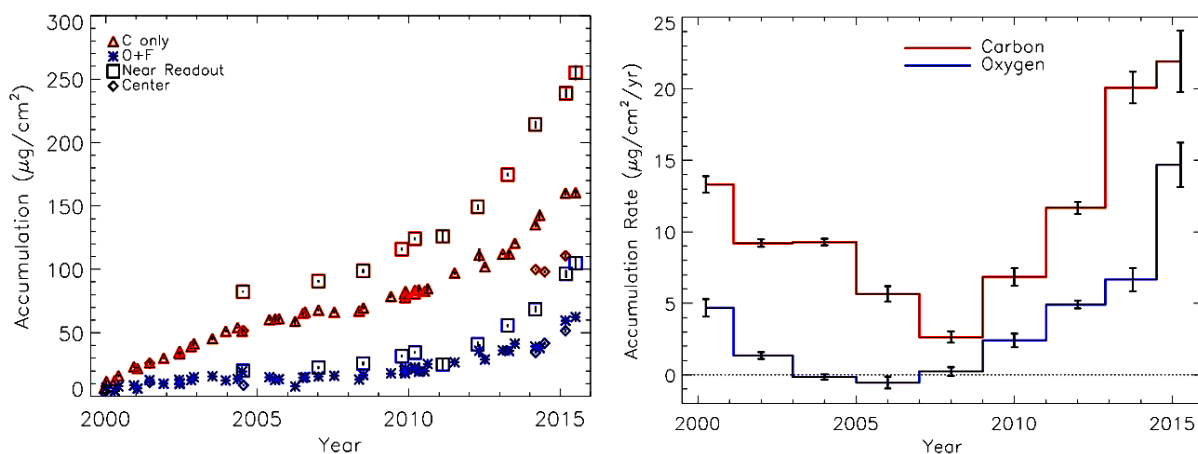 300
250
200
150
100
50
0
Accumulation (μg/cm²)
C only
O+F
Near Readout
Center
2000
2005
2010
2015
Year
25
20
15
10
5
0
Accumulation Rate (μg/cm²/yr)
Carbon
Oxygen
2000
2005
2010
2015
Year